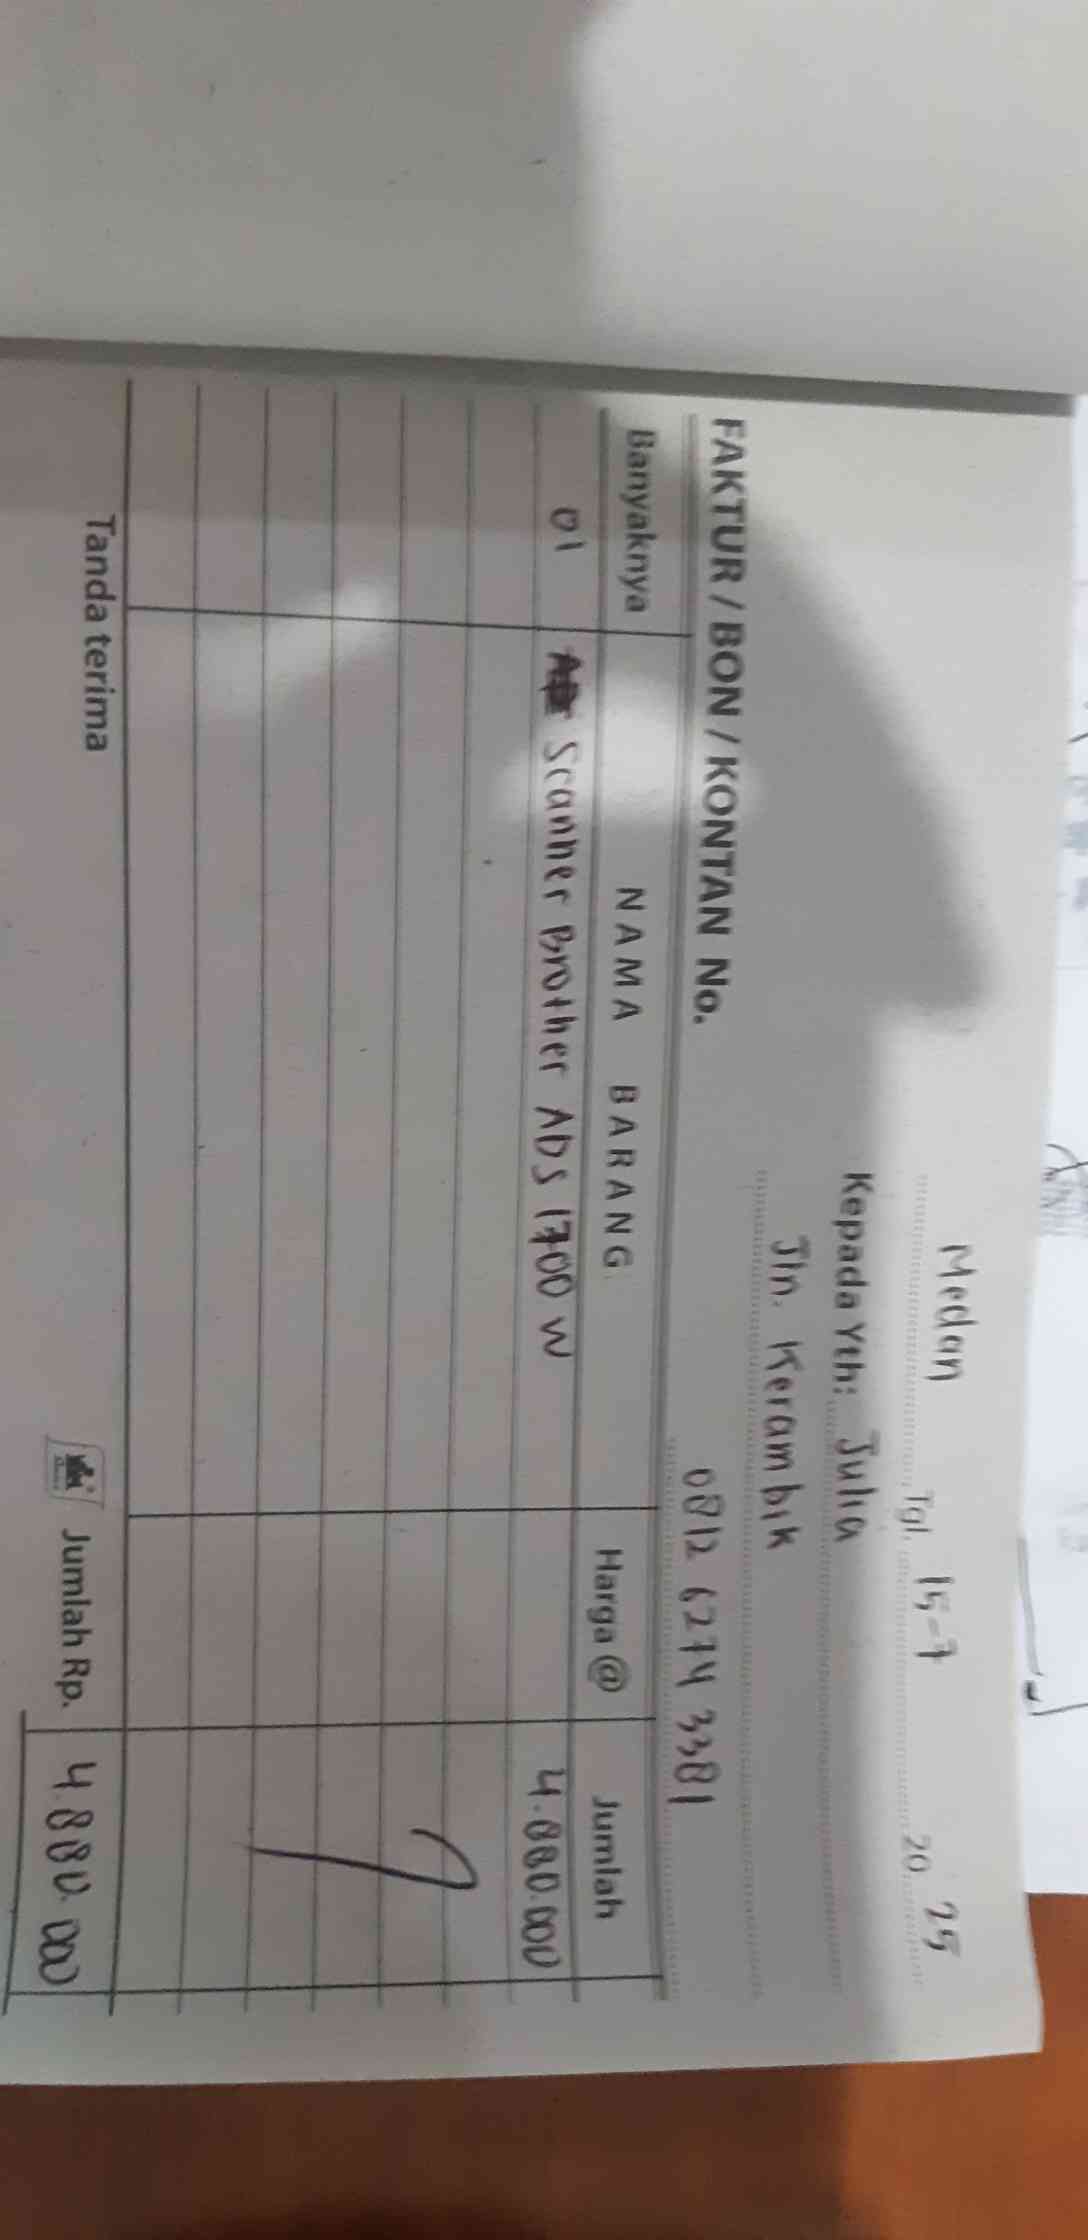 Medan Tgl. 15-7 20 25
Kepada Yth: Julia
Jln. Kerambik
0812 6274 3381
FAKTUR / BON / KONTAN No.
Banyaknya NAMA BARANG Harga @ Jumlah
01 Scanner Brother ADS 1700 W 4.880.000
Tanda terima Jumlah Rp. 4.880.000